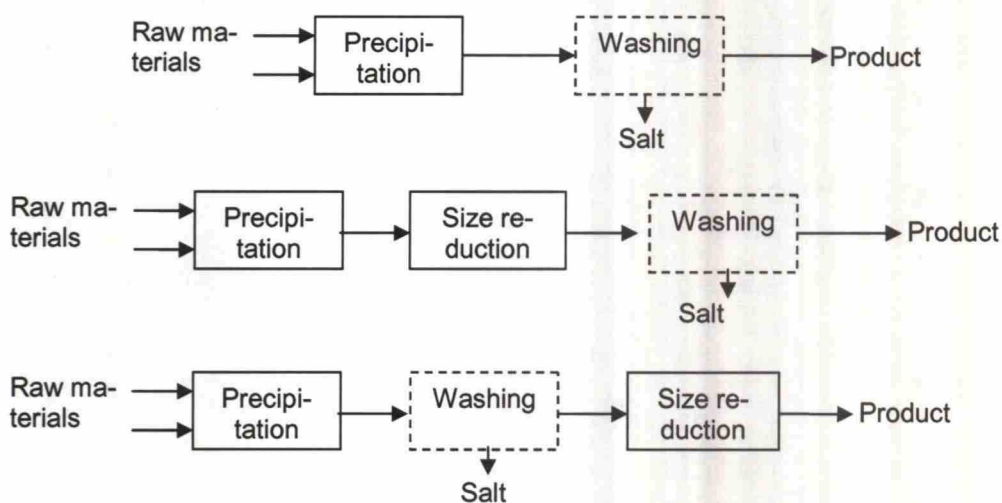 Raw ma-
terials
Precipi-
tation
Washing
Product
Salt
Raw ma-
terials
Precipi-
tation
Size re-
duction
Washing
Product
Salt
Raw ma-
terials
Precipi-
tation
Washing
Size re-
duction
Product
Salt